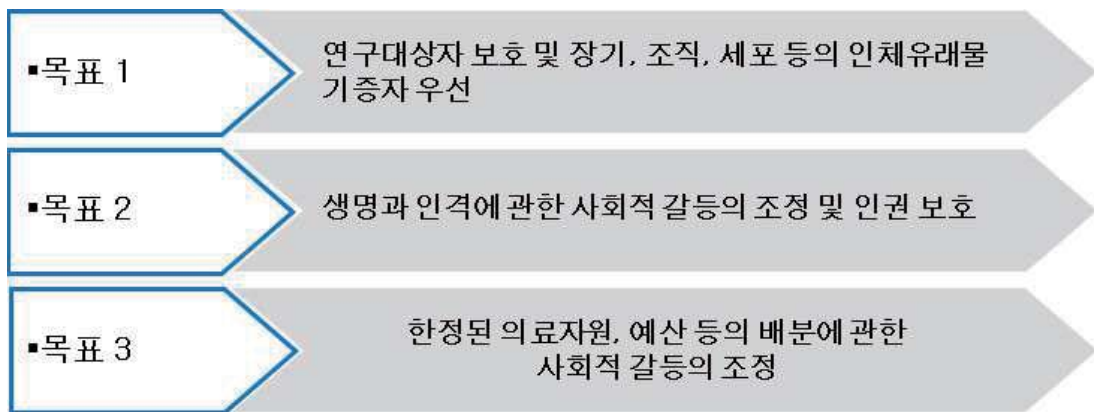 ▪목표 1
연구대상자 보호 및 장기, 조직, 세포 등의 인체유래물
기증자 우선
▪목표 2
생명과 인격에 관한 사회적 갈등의 조정 및 인권 보호
▪목표 3
한정된 의료자원, 예산 등의 배분에 관한
사회적 갈등의 조정